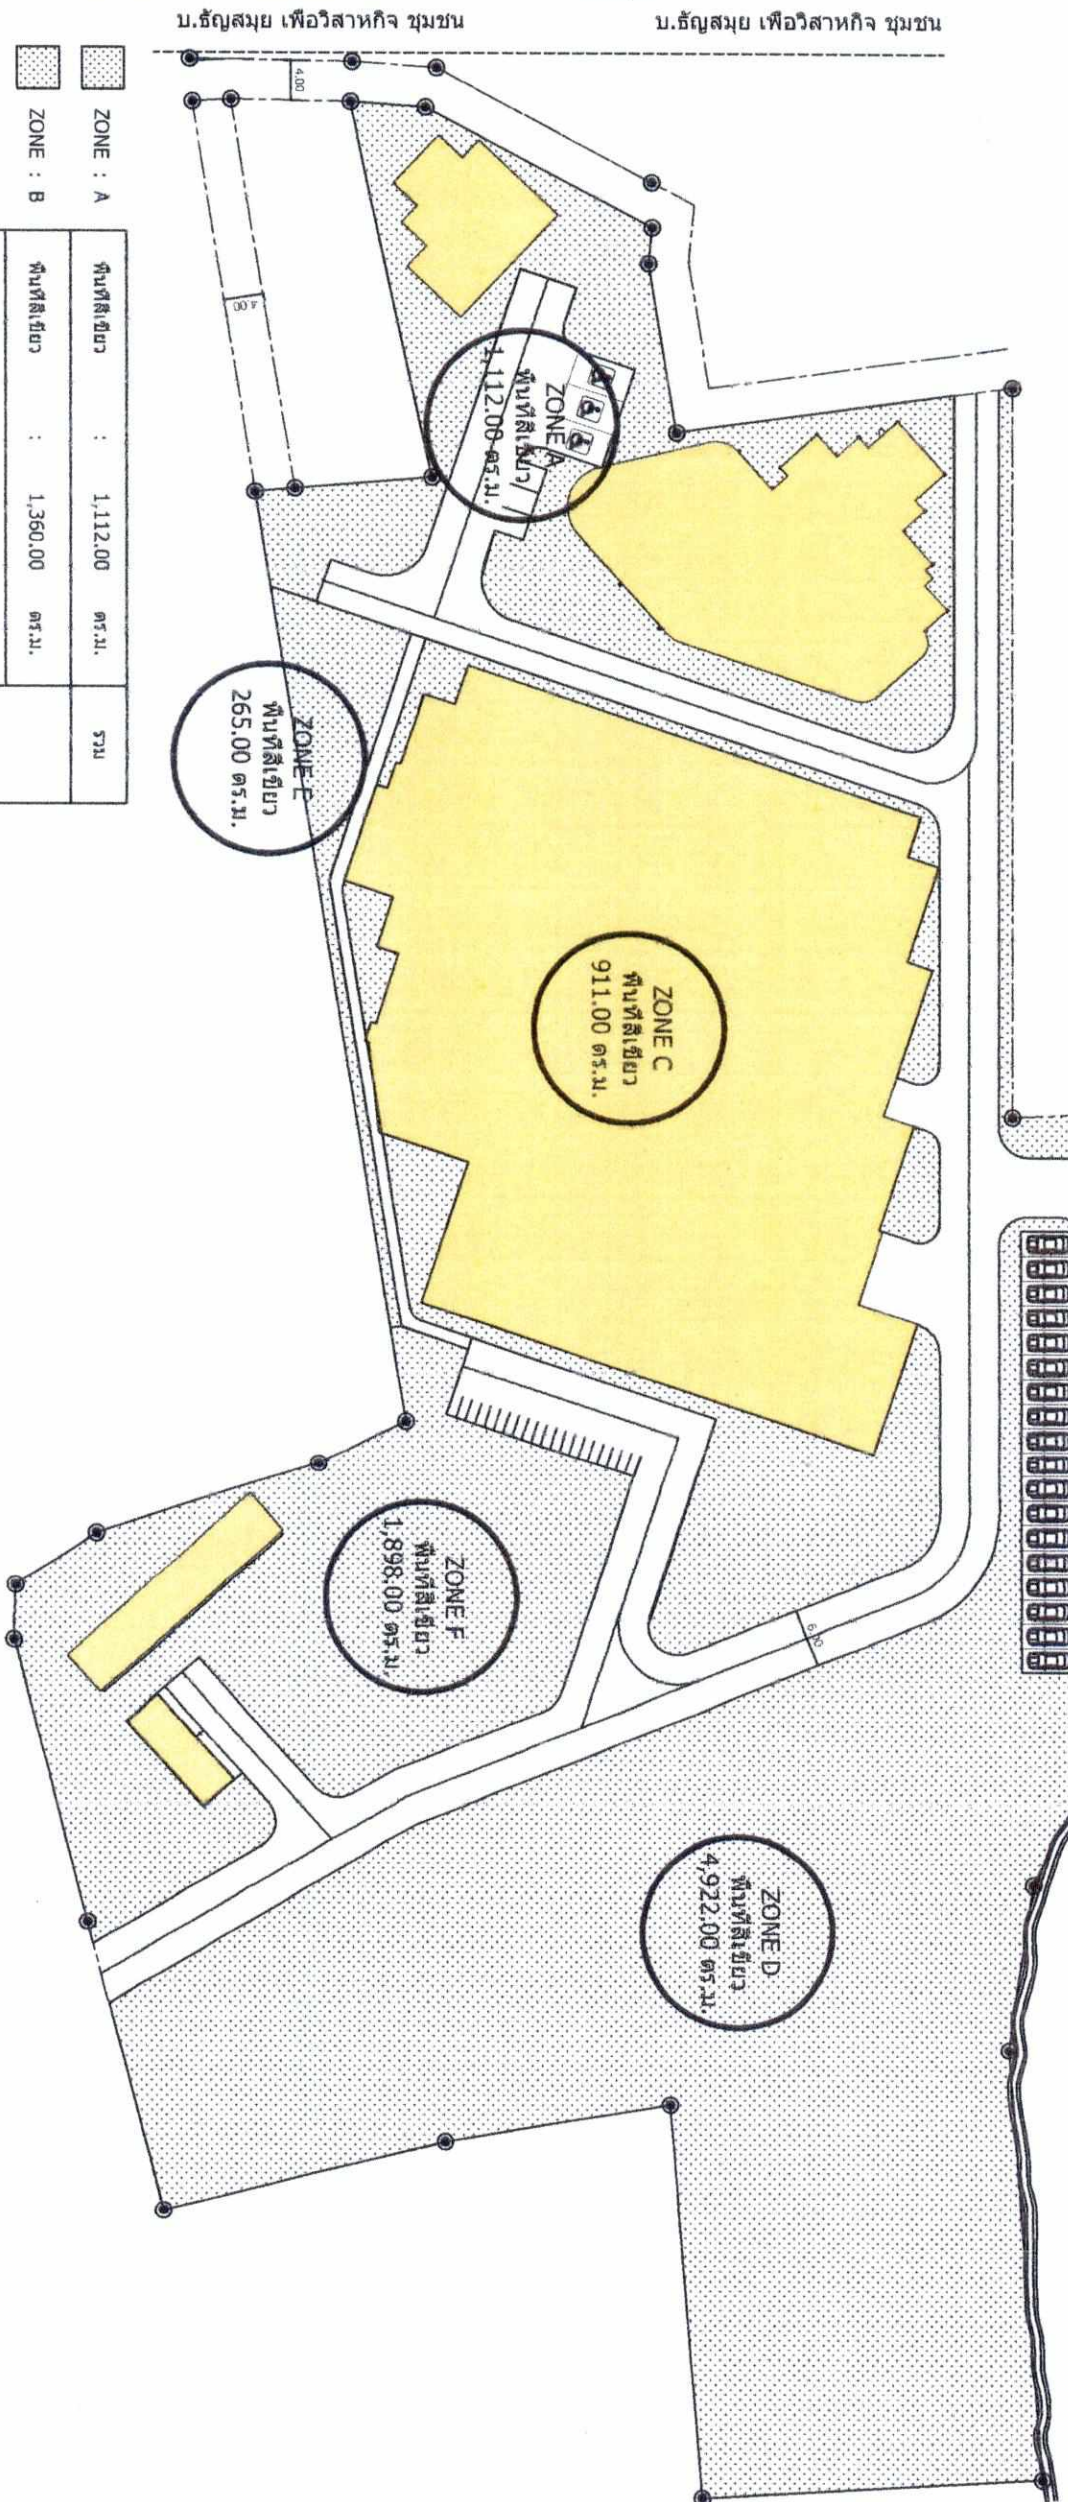 บ.ธัญสมุย เพื่อวิสาหกิจ ชุมชน
บ.ธัญสมุย เพื่อวิสาหกิจ ชุมชน
4.00
4.00
ZONE : A พื้นที่สีเขียว : 1,112.00 ตร.ม. รวม
ZONE : B พื้นที่สีเขียว : 1,360.00 ตร.ม.
ZONE A
พื้นที่สีเขียว
1,112.00 ตร.ม.
ZONE E
พื้นที่สีเขียว
265.00 ตร.ม.
ZONE C
พื้นที่สีเขียว
911.00 ตร.ม.
ZONE F
พื้นที่สีเขียว
1,898.00 ตร.ม.
6.00
ZONE D
พื้นที่สีเขียว
4,922.00 ตร.ม.